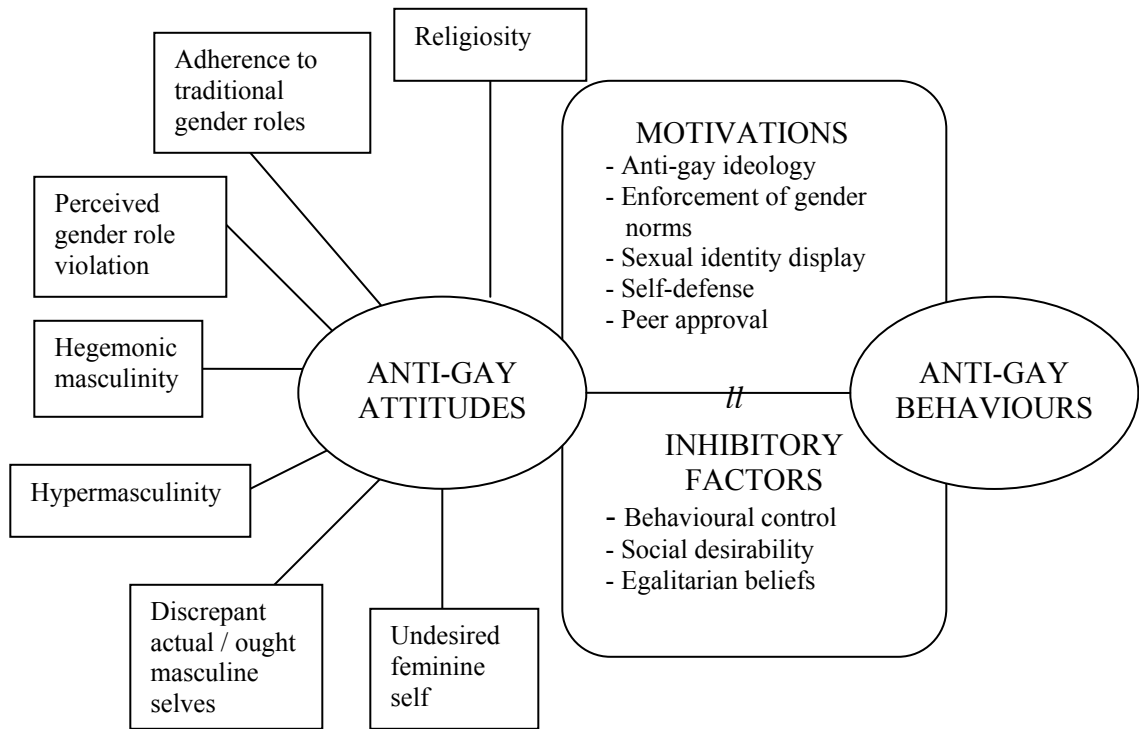 Religiosity
Adherence to
traditional
gender roles
Perceived
gender role
violation
Hegemonic
masculinity
Hypermasculinity
Discrepant
actual / ought
masculine
selves
Undesired
feminine
self
ANTI-GAY
ATTITUDES
MOTIVATIONS
- Anti-gay ideology
- Enforcement of gender
norms
- Sexual identity display
- Self-defense
- Peer approval
ll
INHIBITORY
FACTORS
- Behavioural control
- Social desirability
- Egalitarian beliefs
ANTI-GAY
BEHAVIOURS